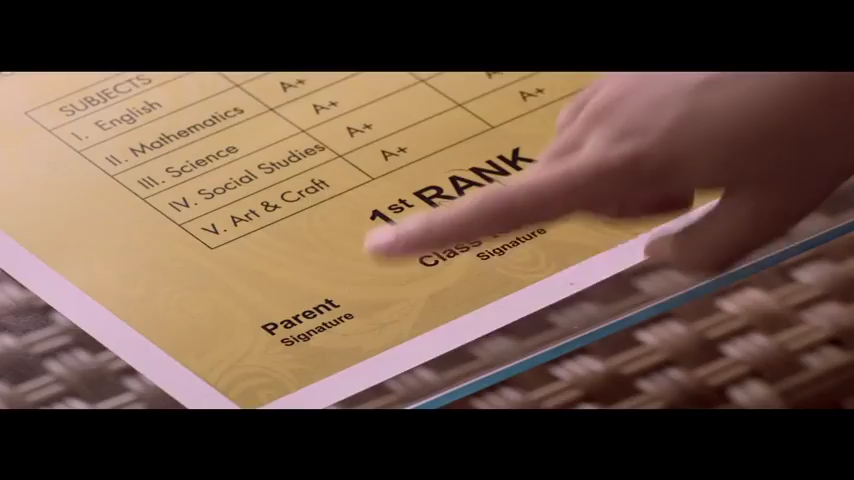 SUBJECTS
I. English A+
II. Mathematics A+ A+
III. Science A+ A+
IV. Social Studies A+
V. Art & Craft
1st RANK
Class
Signature
Parent
Signature